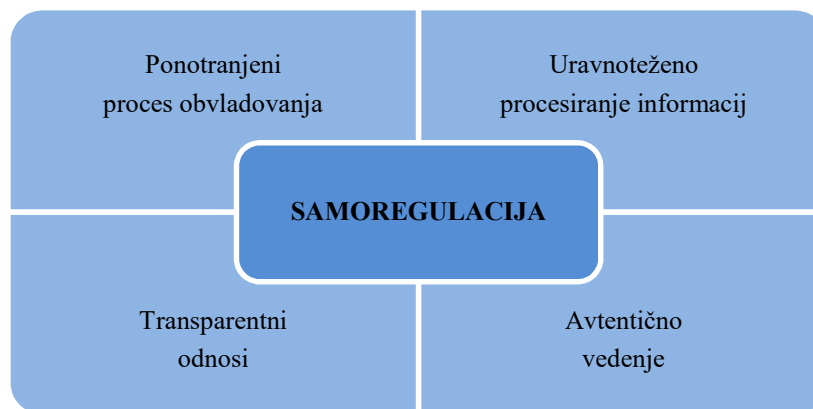 Ponotranjeni
proces obvladovanja
Uravnoteženo
procesiranje informacij
SAMOREGULACIJA
Transparentni
odnosi
Avtentično
vedenje